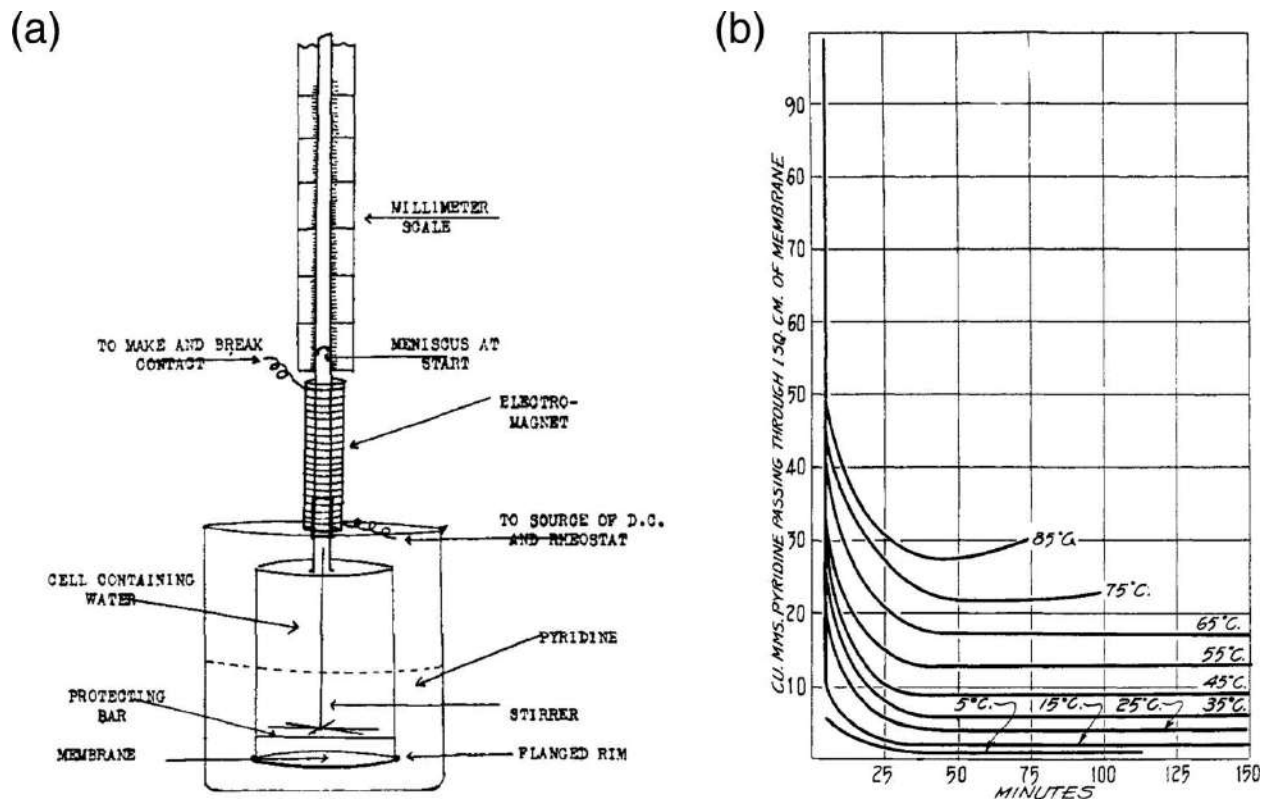 (a)
MILLIMETER
SCALE
TO MAKE AND BREAK
CONTACT
MENISCUS AT
START
ELECTRO-
MAGNET
TO SOURCE OF D.C.
AND RHEOSTAT
CELL CONTAINING
WATER
PYRIDINE
PROTECTING
BAR
STIRRER
MEMBRANE
FLANGED RIM
(b)
CU. MMS. PYRIDINE PASSING THROUGH 1 SQ. CM. OF MEMBRANE
90
80
70
60
50
40
30
20
10
85°C.
75°C.
65°C.
55°C.
45°C.
5°C. 15°C. 25°C. 35°C.
25 50 75 100 125 150
MINUTES